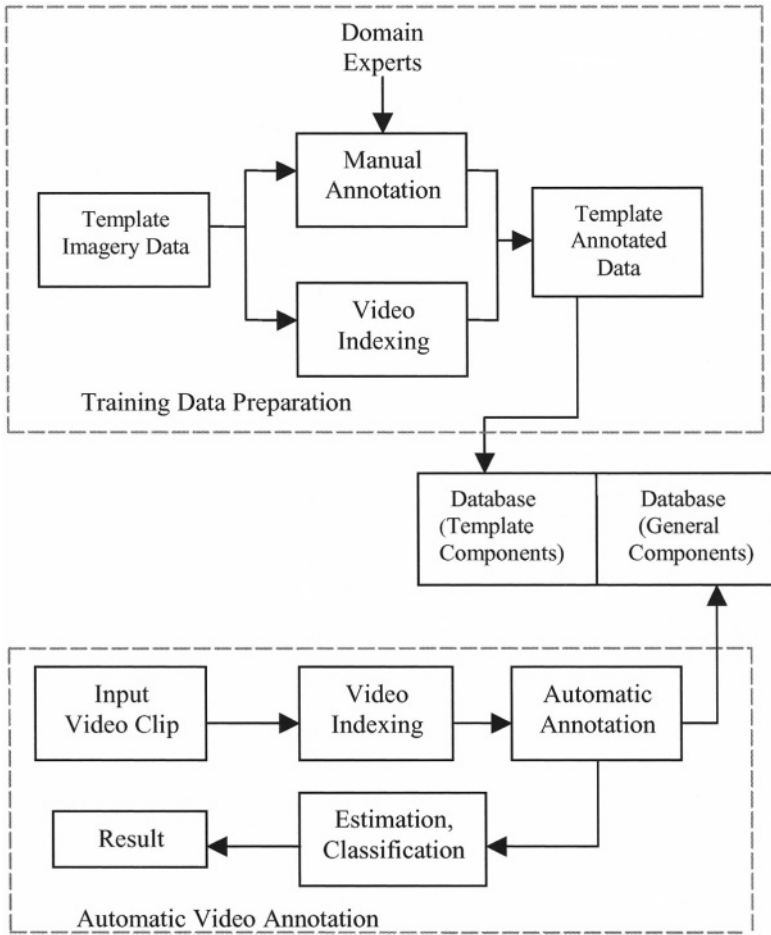 Domain
Experts
Manual
Annotation
Template
Imagery Data
Template
Annotated
Data
Video
Indexing
Training Data Preparation
Database
(Template
Components)
Database
(General
Components)
Input
Video Clip
Video
Indexing
Automatic
Annotation
Result
Estimation,
Classification
Automatic Video Annotation